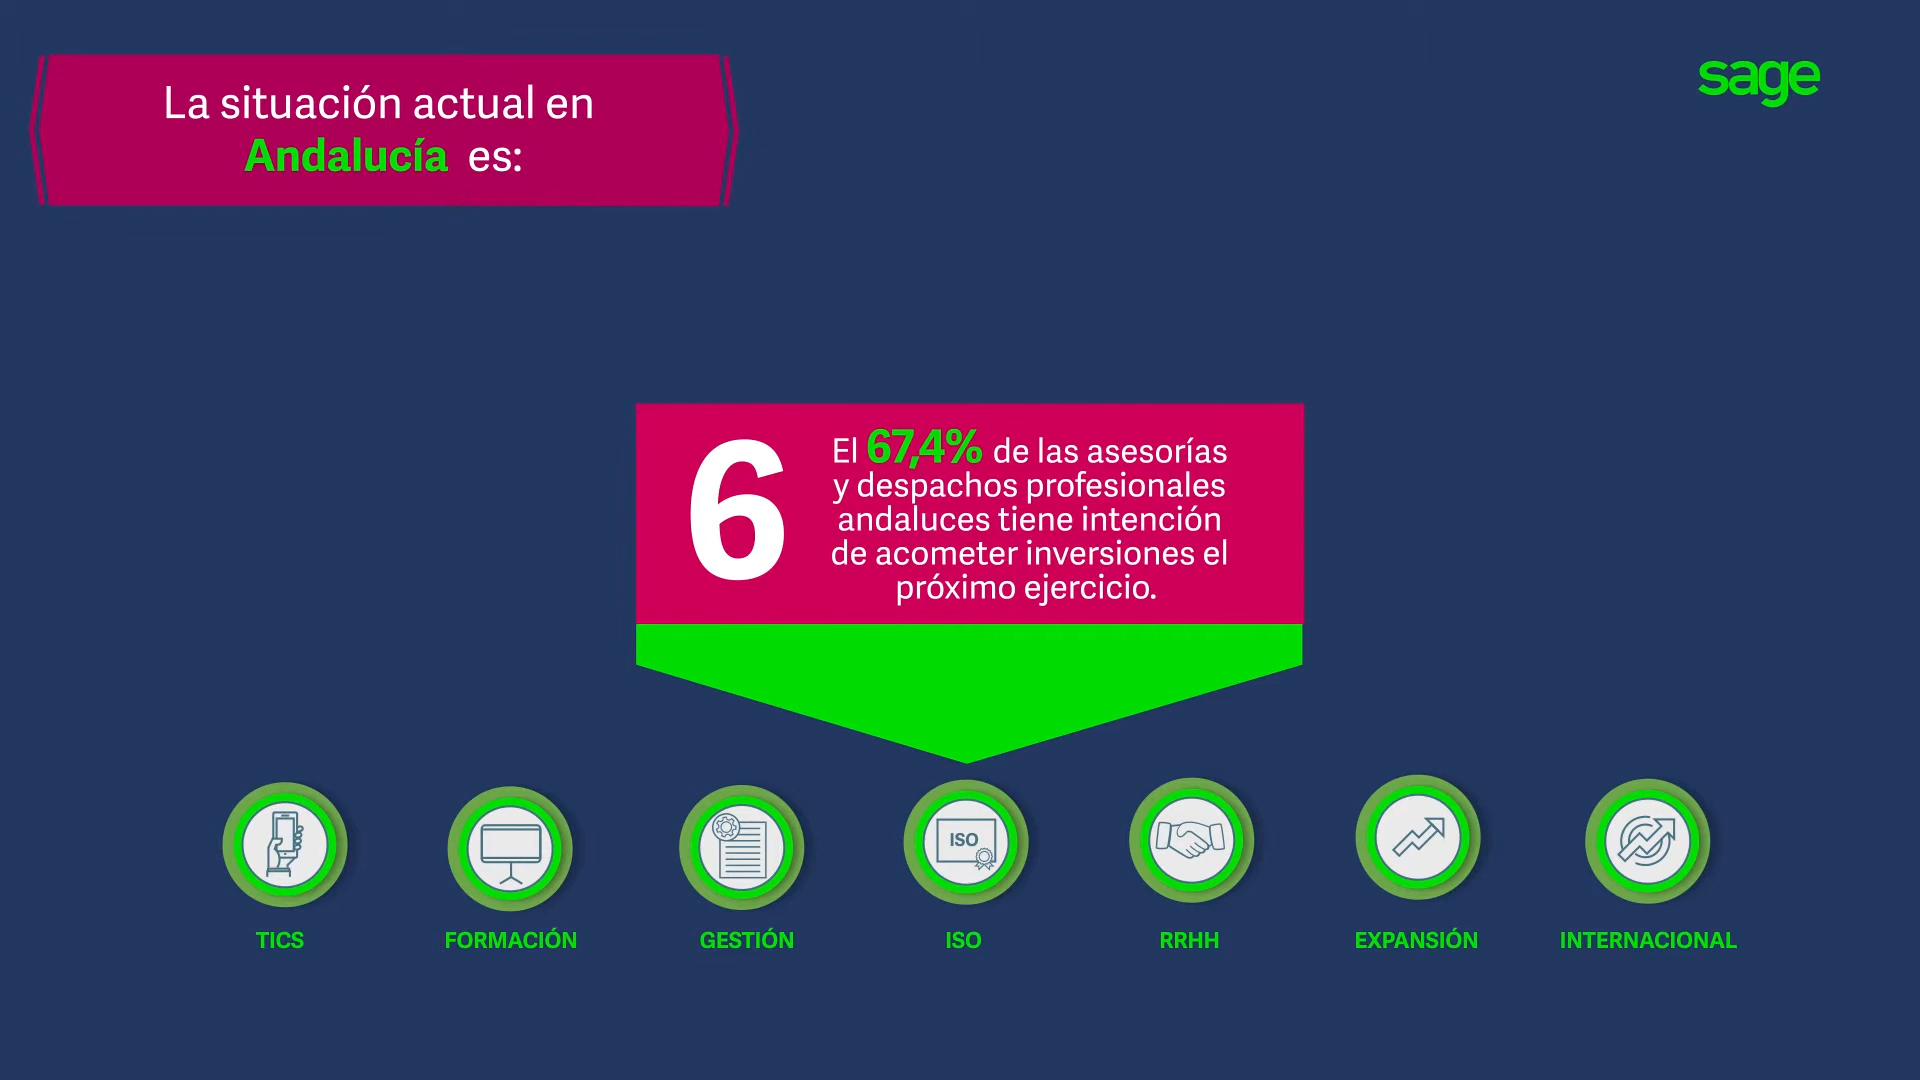 La situación actual en
Andalucía es:
sage
6
El 67,4% de las asesorías
y despachos profesionales
andaluces tiene intención
de acometer inversiones el
próximo ejercicio.
ISO
TICS
FORMACIÓN
GESTIÓN
ISO
RRHH
EXPANSIÓN
INTERNACIONAL